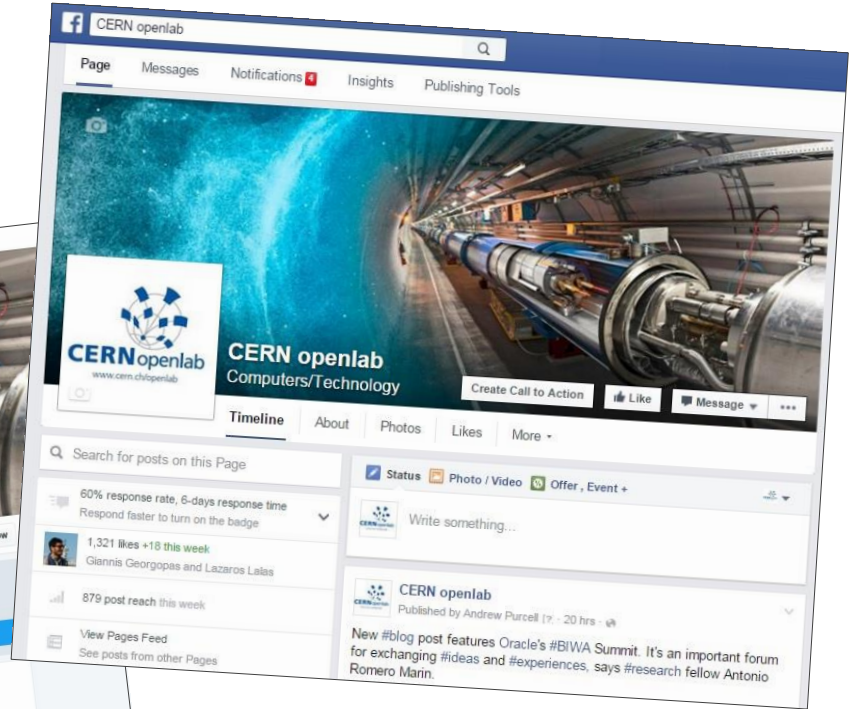 CERN openlab
Page Messages Notifications 4 Insights Publishing Tools
CERNopenlab
www.cern.ch/openlab
CERN openlab
Computers/Technology
Create Call to Action Like Message
Timeline About Photos Likes More
Search for posts on this Page
60% response rate, 6-days response time
Respond faster to turn on the badge
1,321 likes +18 this week
Giannis Georgopas and Lazaros Lalas
879 post reach this week
View Pages Feed
See posts from other Pages
Status Photo / Video Offer , Event +
Write something...
CERN openlab
Published by Andrew Purcell [?] · 20 hrs ·
New #blog post features Oracle's #BIWA Summit. It's an important forum
for exchanging #ideas and #experiences, says #research fellow Antonio
Romero Marin.